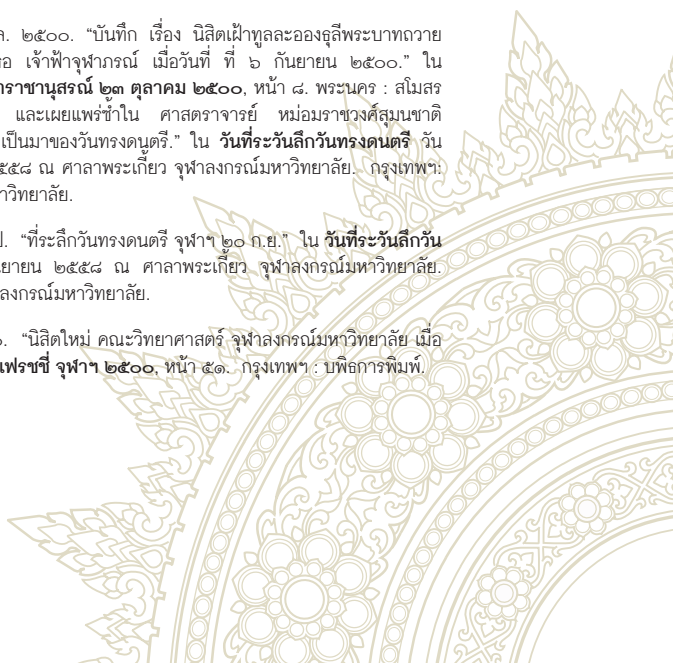 ล. ๒๕๐๐. “บันทึก เรื่อง นิสิตเฝ้าทูลละอองธุลีพระบาทถวาย
เจ้าฟ้าจุฬาภรณ์ เมื่อวันที่ ที่ ๖ กันยายน ๒๕๐๐.” ใน
าราชานุสรณ์ ๒๓ ตุลาคม ๒๕๐๐, หน้า ๘. พระนคร : สโมสร
และเผยแพร่ซ้ำใน ศาสตราจารย์ หม่อมราชวงศ์สุมนชาติ
เป็นมาของวันทรงดนตรี.” ใน วันที่ระวันลึกวันทรงดนตรี วัน
๕๕๘ ณ ศาลาพระเกี้ยว จุฬาลงกรณ์มหาวิทยาลัย. กรุงเทพฯ:
าวิทยาลัย.
ป. “ที่ระลึกวันทรงดนตรี จุฬาฯ ๒๐ ก.ย.” ใน วันที่ระวันลึกวัน
ยายน ๒๕๕๘ ณ ศาลาพระเกี้ยว จุฬาลงกรณ์มหาวิทยาลัย.
ลงกรณ์มหาวิทยาลัย.
“นิสิตใหม่ คณะวิทยาศาสตร์ จุฬาลงกรณ์มหาวิทยาลัย เมื่อ
เฟรชชี่ จุฬาฯ ๒๕๐๐, หน้า ๕๑. กรุงเทพฯ : บพิธการพิมพ์.